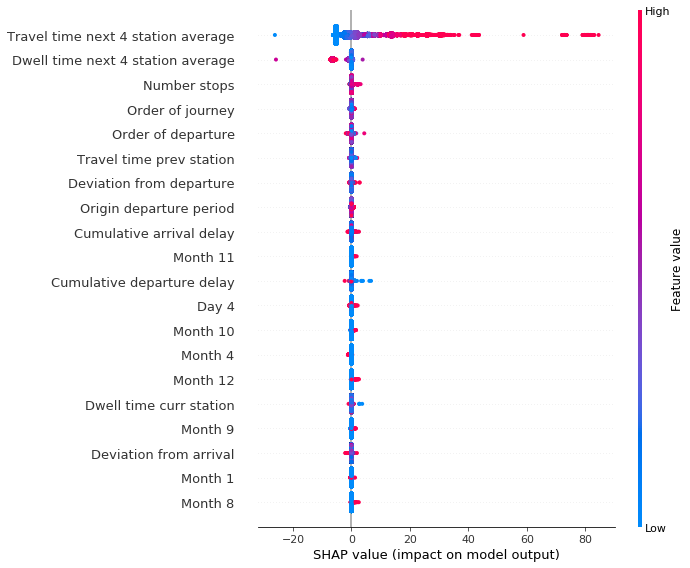 High
Travel time next 4 station average
Dwell time next 4 station average
Number stops
Order of journey
Order of departure
Travel time prev station
Deviation from departure
Origin departure period
Cumulative arrival delay
Month 11
Cumulative departure delay
Day 4
Month 10
Month 4
Month 12
Dwell time curr station
Month 9
Deviation from arrival
Month 1
Month 8
Feature value
Low
−20 0 20 40 60 80
SHAP value (impact on model output)